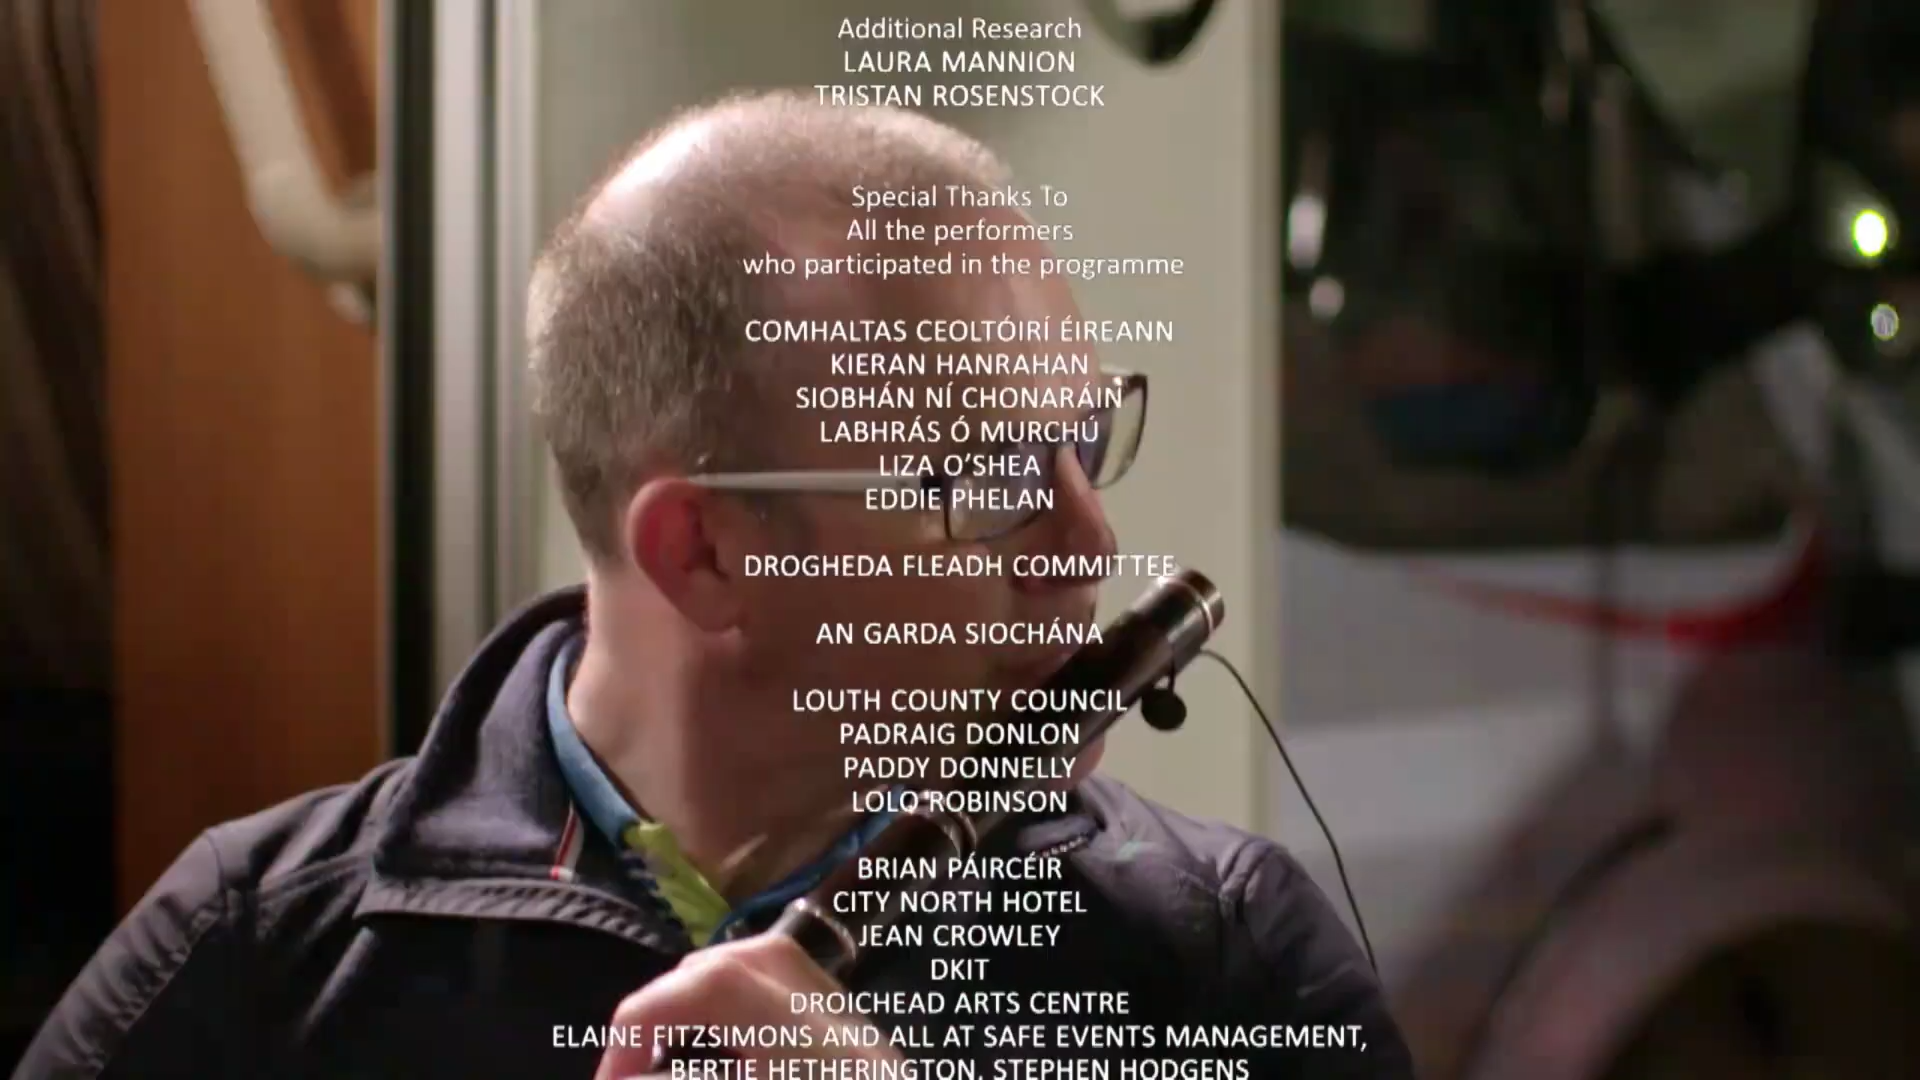 Additional Research
LAURA MANNION
TRISTAN ROSENSTOCK
Special Thanks To
All the performers
who participated in the programme
COMHALTAS CEOLTÓIRÍ ÉIREANN
KIERAN HANRAHAN
SIOBHÁN NÍ CHONARÁIN
LABHRÁS Ó MURCHÚ
LIZA O'SHEA
EDDIE PHELAN
DROGHEDA FLEADH COMMITTEE
AN GARDA SIOCHÁNA
LOUTH COUNTY COUNCIL
PADRAIG DONLON
PADDY DONNELLY
LOLO ROBINSON
BRIAN PÁIRCÉIR
CITY NORTH HOTEL
JEAN CROWLEY
DKIT
DROICHEAD ARTS CENTRE
ELAINE FITZSIMONS AND ALL AT SAFE EVENTS MANAGEMENT,
BERTIE HETHERINGTON, STEPHEN HODGENS